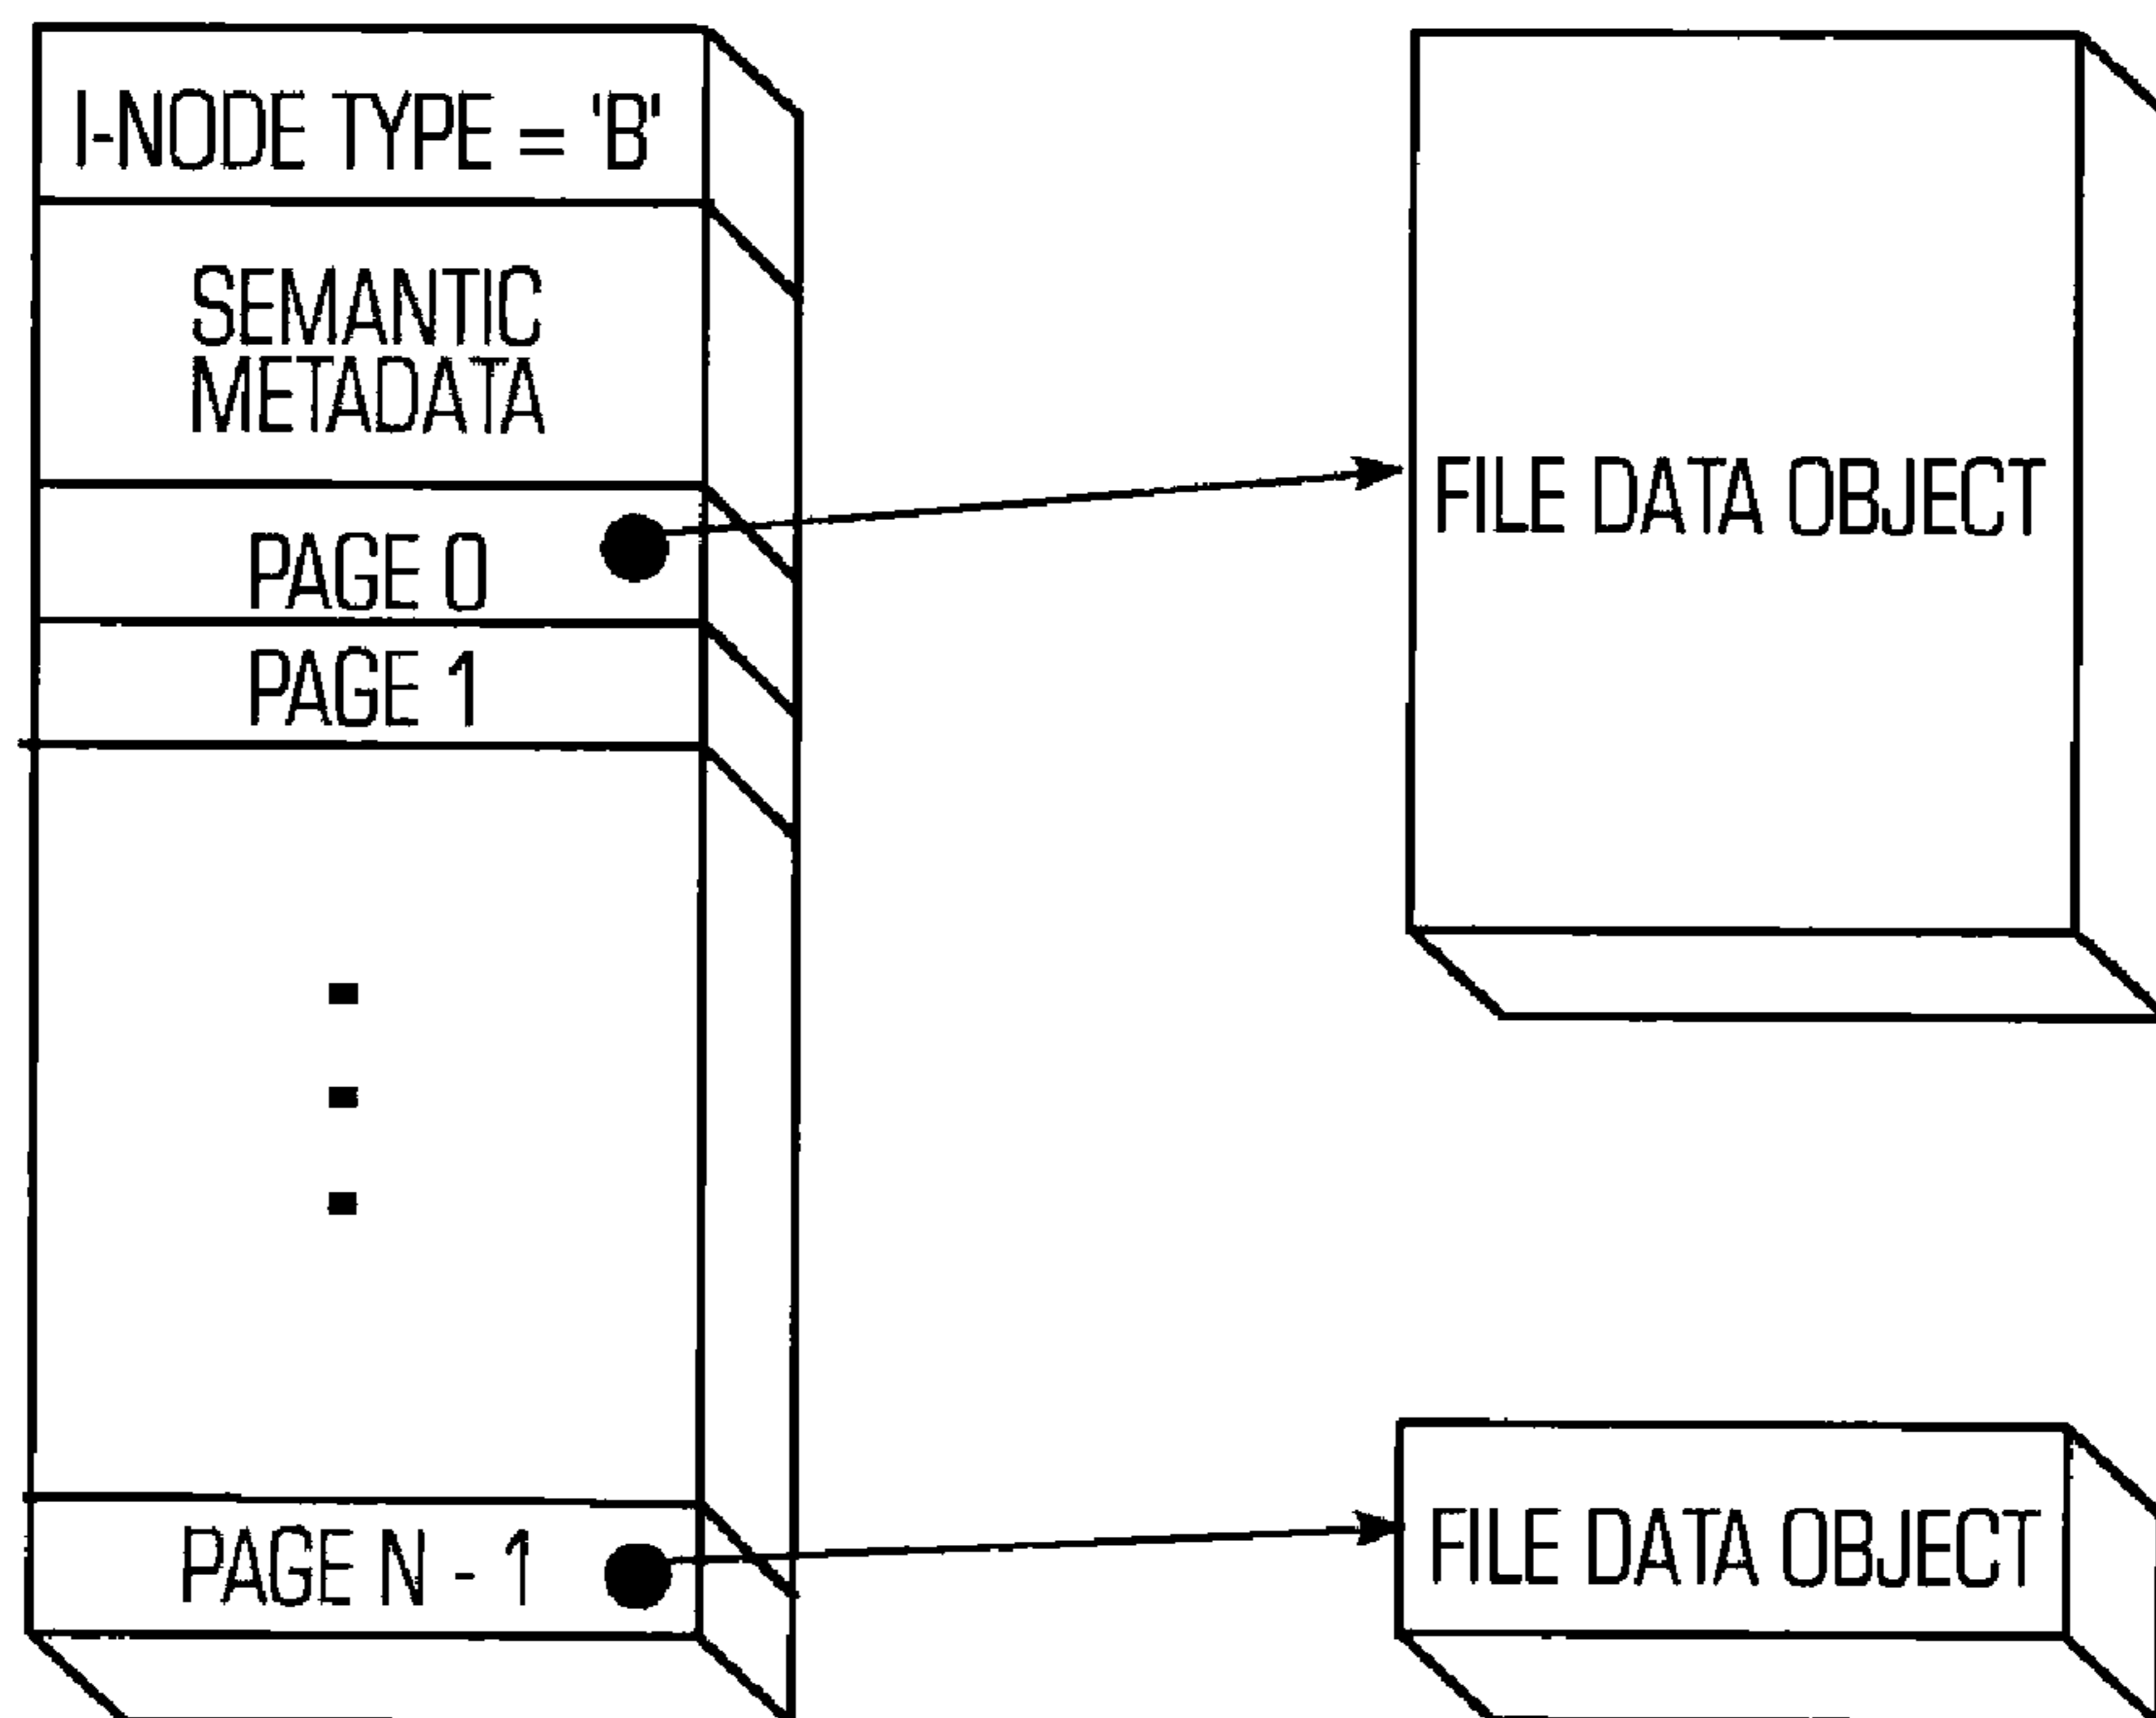 I-NODE TYPE = 'B'
SEMANTIC
METADATA
PAGE 0
FILE DATA OBJECT
PAGE 1
PAGE N - 1
FILE DATA OBJECT